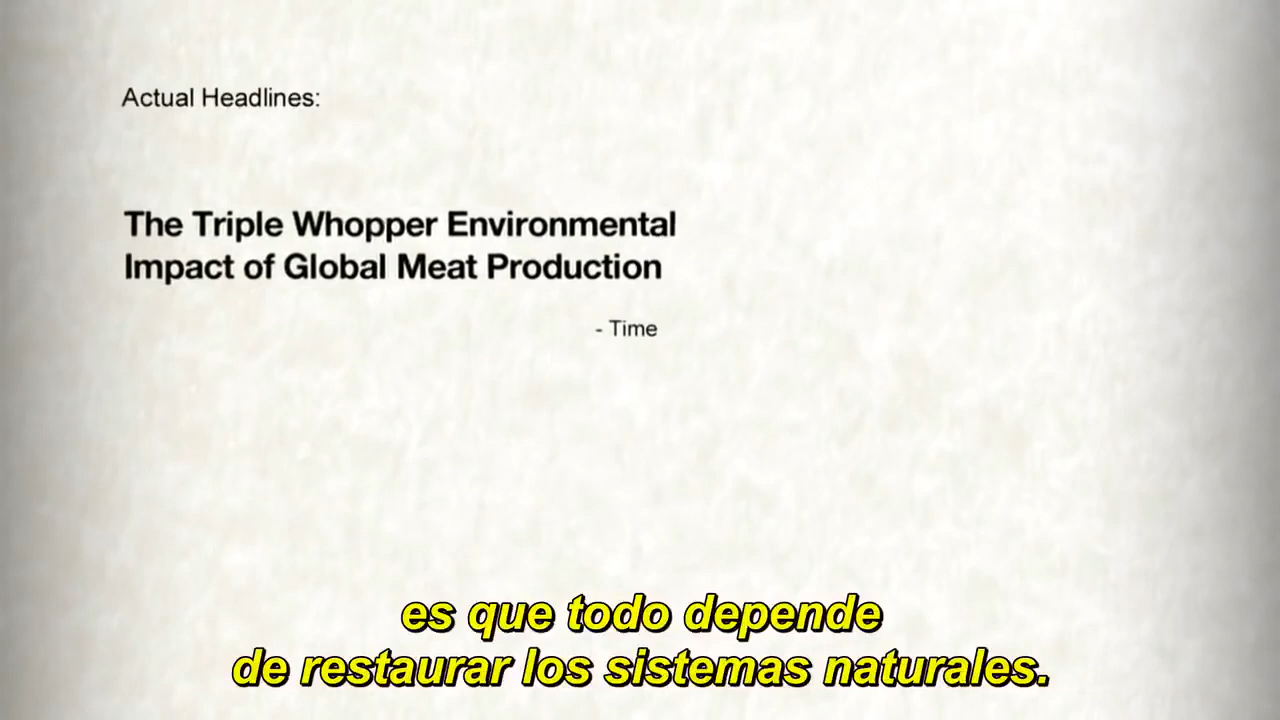 Actual Headlines:
The Triple Whopper Environmental
Impact of Global Meat Production
- Time
es que todo depende
de restaurar los sistemas naturales.